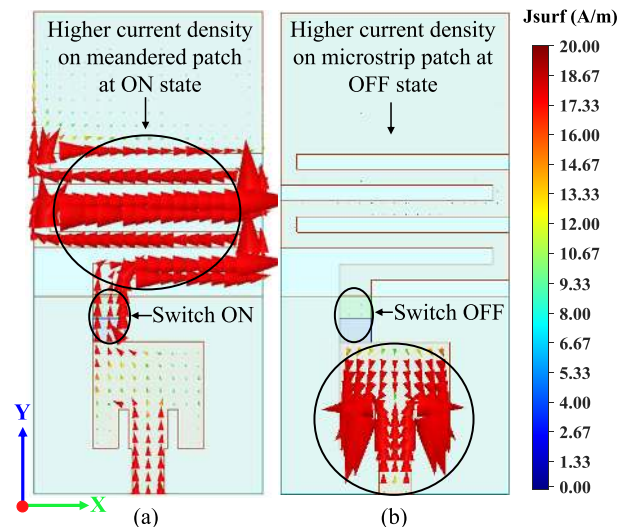 Higher current density
on meandered patch
at ON state
Higher current density
on microstrip patch at
OFF state
Jsurf (A/m)
20.00
18.67
17.33
16.00
14.67
13.33
12.00
10.67
9.33
8.00
6.67
5.33
4.00
2.67
1.33
0.00
Switch ON
Switch OFF
Y
X
(a)
(b)